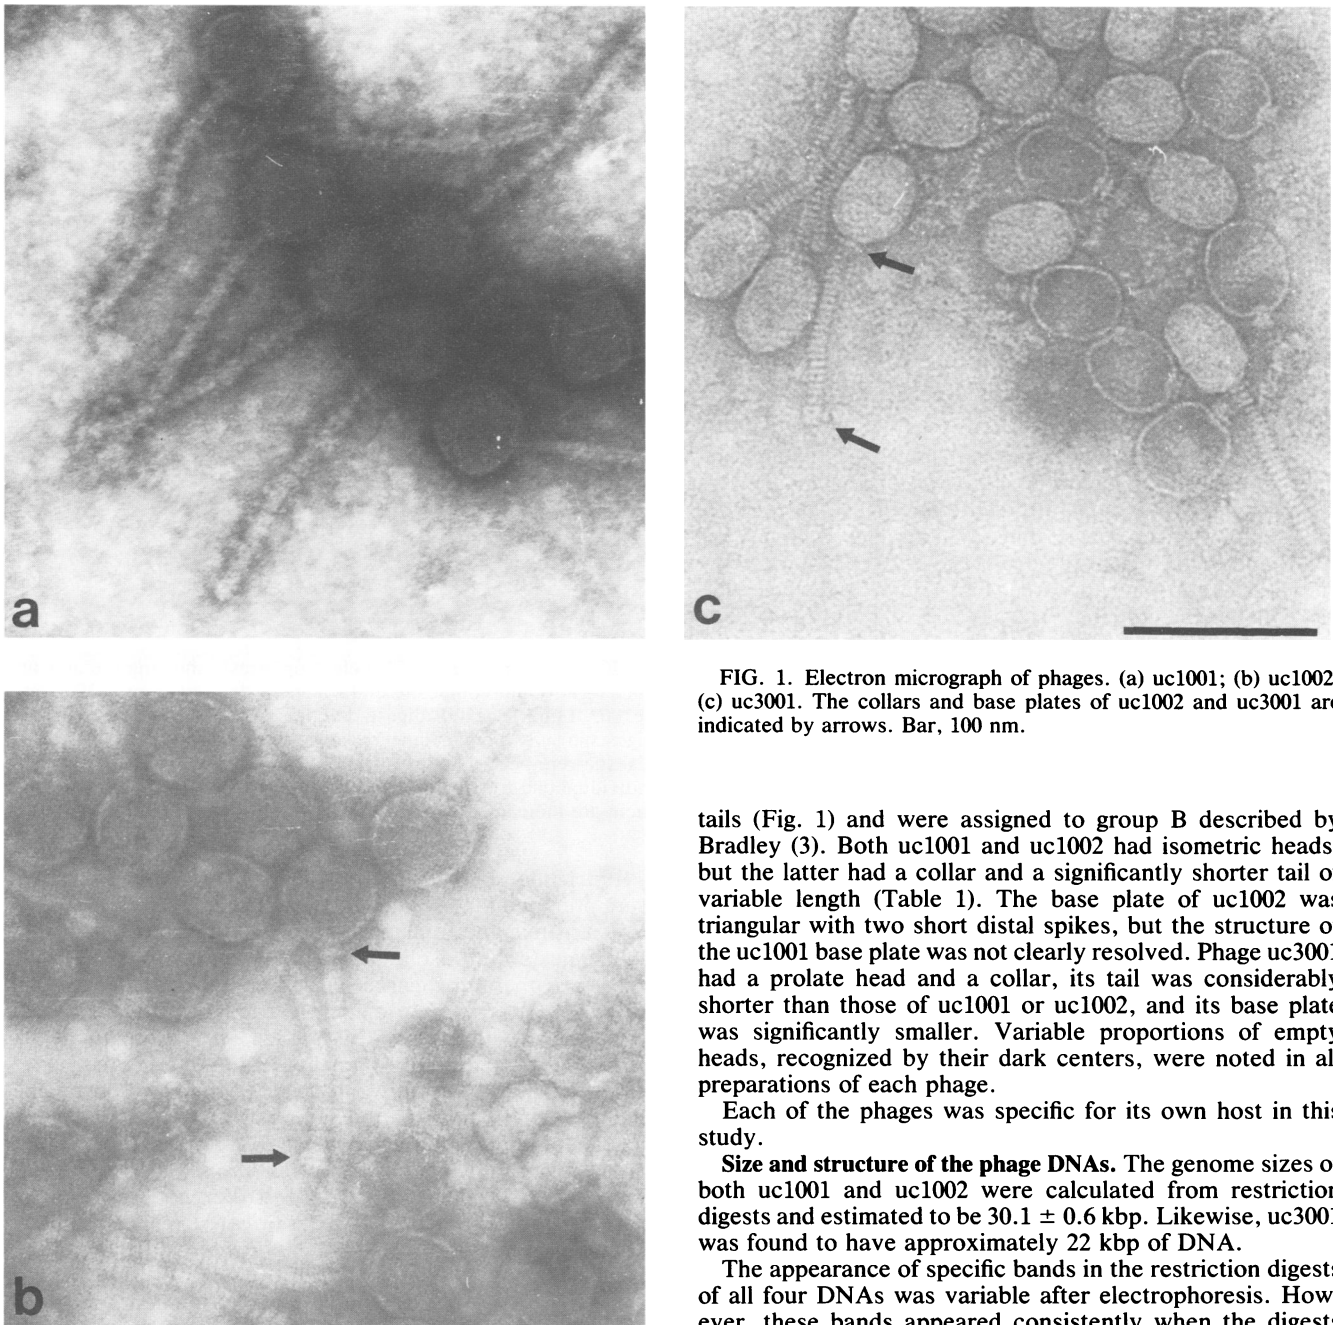 a
c
b
FIG. 1. Electron micrograph of phages. (a) uc1001; (b) uc1002
(c) uc3001. The collars and base plates of uc1002 and uc3001 are
indicated by arrows. Bar, 100 nm.
tails (Fig. 1) and were assigned to group B described by
Bradley (3). Both uc1001 and uc1002 had isometric heads
but the latter had a collar and a significantly shorter tail of
variable length (Table 1). The base plate of uc1002 was
triangular with two short distal spikes, but the structure of
the uc1001 base plate was not clearly resolved. Phage uc3001
had a prolate head and a collar, its tail was considerably
shorter than those of uc1001 or uc1002, and its base plate
was significantly smaller. Variable proportions of empty
heads, recognized by their dark centers, were noted in all
preparations of each phage.
Each of the phages was specific for its own host in this
study.
Size and structure of the phage DNAs. The genome sizes of
both uc1001 and uc1002 were calculated from restriction
digests and estimated to be 30.1 ± 0.6 kbp. Likewise, uc3001
was found to have approximately 22 kbp of DNA.
The appearance of specific bands in the restriction digests
of all four DNAs was variable after electrophoresis. How
ever, these bands appeared consistently when the digests